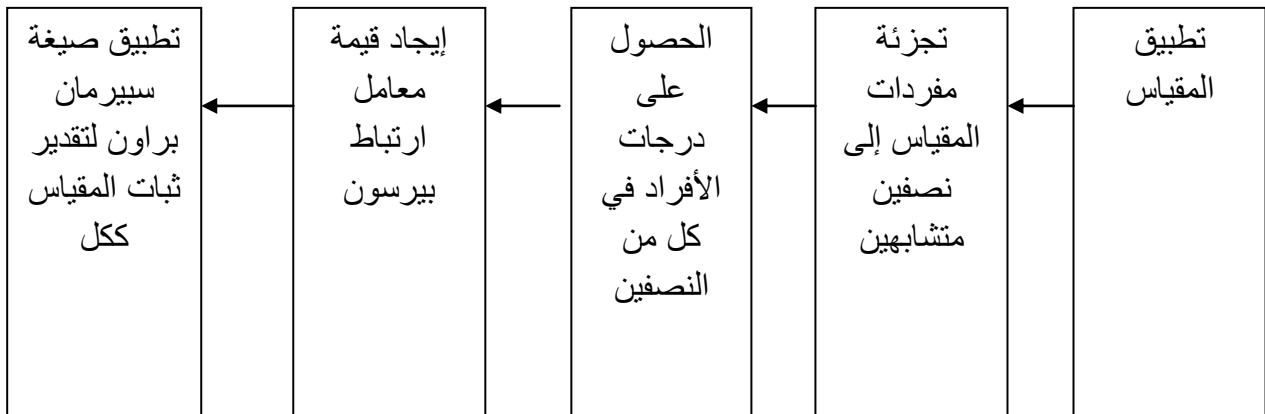 تطبيق
المقياس
تجزئة
مفردات
المقياس إلى
نصفين
متشابهين
الحصول
على
درجات
الأفراد في
كل من
النصفين
إيجاد قيمة
معامل
ارتباط
بيرسون
تطبيق صيغة
سبيرمان
براون لتقدير
ثبات المقياس
ككل